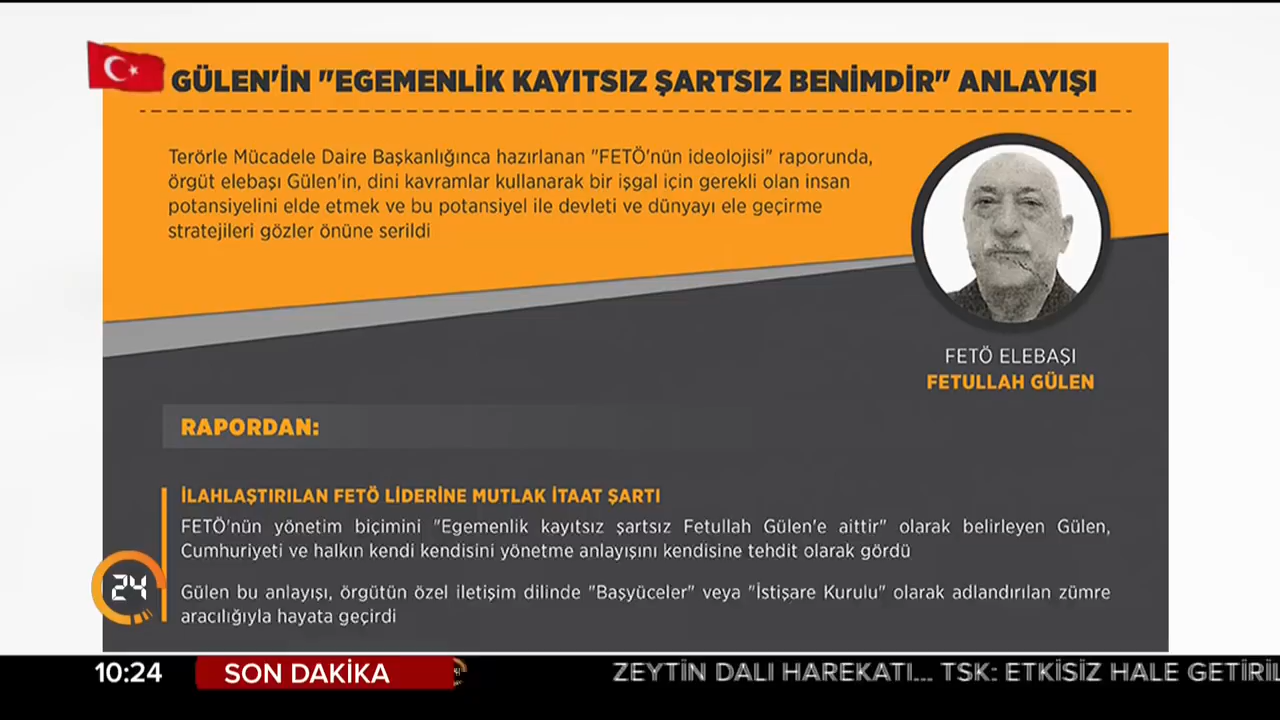 GÜLEN'İN "EGEMENLİK KAYITSIZ ŞARTSIZ BENİMDİR" ANLAYIŞI
Terörle Mücadele Daire Başkanlığınca hazırlanan "FETÖ'nün ideolojisi" raporunda,
örgüt elebaşı Gülen'in, dini kavramlar kullanarak bir işgal için gerekli olan insan
potansiyelini elde etmek ve bu potansiyel ile devleti ve dünyayı ele geçirme
stratejileri gözler önüne serildi
FETÖ ELEBAŞI
FETULLAH GÜLEN
RAPORDAN:
İLAHLAŞTIRILAN FETÖ LİDERİNE MUTLAK İTAAT ŞARTI
FETÖ'nün yönetim biçimini "Egemenlik kayıtsız şartsız Fetullah Gülen'e aittir" olarak belirleyen Gülen,
Cumhuriyeti ve halkın kendi kendisini yönetme anlayışını kendisine tehdit olarak gördü
Gülen bu anlayışı, örgütün özel iletişim dilinde "Başyüceler" veya "İstişare Kurulu" olarak adlandırılan zümre
aracılığıyla hayata geçirdi
24
10:24
SON DAKİKA
ZEYTİN DALI HAREKATI... TSK: ETKİSİZ HALE GETİRİL